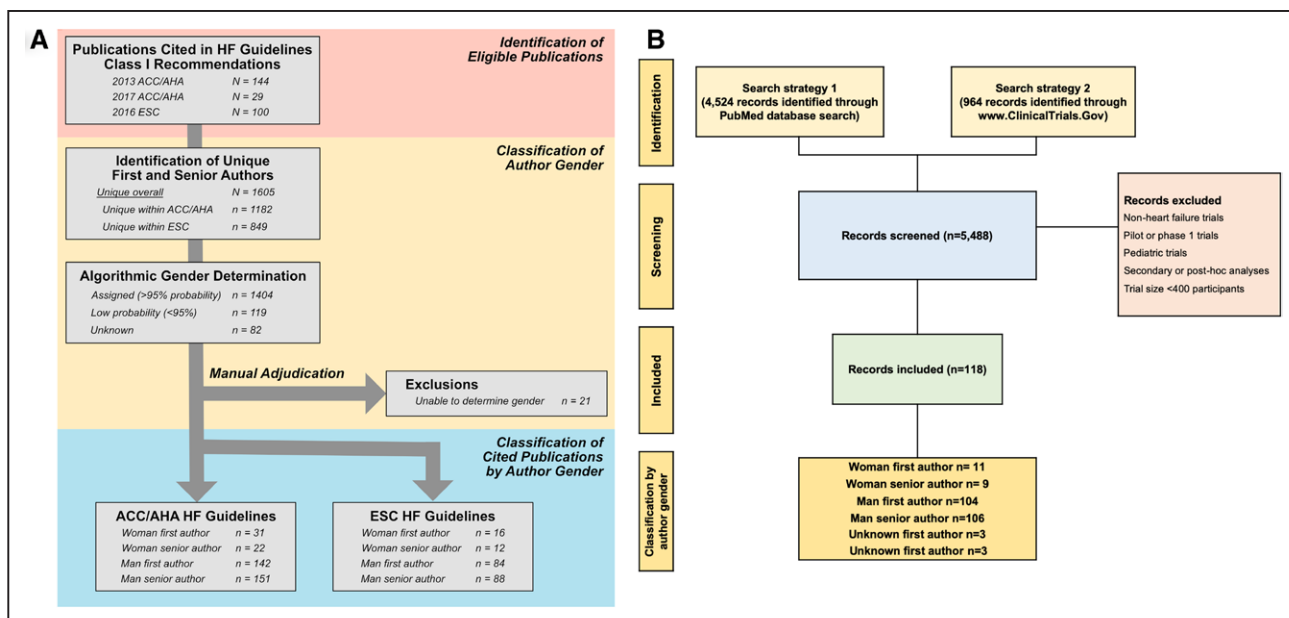 A
Identification of
Eligible Publications
Publications Cited in HF Guidelines
Class I Recommendations
2013 ACC/AHA N = 144
2017 ACC/AHA N = 29
2016 ESC N = 100
Classification of
Author Gender
Identification of Unique
First and Senior Authors
Unique overall N = 1605
Unique within ACC/AHA n = 1182
Unique within ESC n = 849
Algorithmic Gender Determination
Assigned (>95% probability) n = 1404
Low probability (<95%) n = 119
Unknown n = 82
Manual Adjudication
Exclusions
Unable to determine gender n = 21
Classification of
Cited Publications
by Author Gender
ACC/AHA HF Guidelines
Woman first author n = 31
Woman senior author n = 22
Man first author n = 142
Man senior author n = 151
ESC HF Guidelines
Woman first author n = 16
Woman senior author n = 12
Man first author n = 84
Man senior author n = 88
B
Identification
Search strategy 1
(4,524 records identified through
PubMed database search)
Search strategy 2
(964 records identified through
www.ClinicalTrials.Gov)
Screening
Records screened (n=5,488)
Records excluded
Non-heart failure trials
Pilot or phase 1 trials
Pediatric trials
Secondary or post-hoc analyses
Trial size <400 participants
Included
Records included (n=118)
Classification by
author gender
Woman first author n= 11
Woman senior author n= 9
Man first author n=104
Man senior author n=106
Unknown first author n=3
Unknown first author n=3